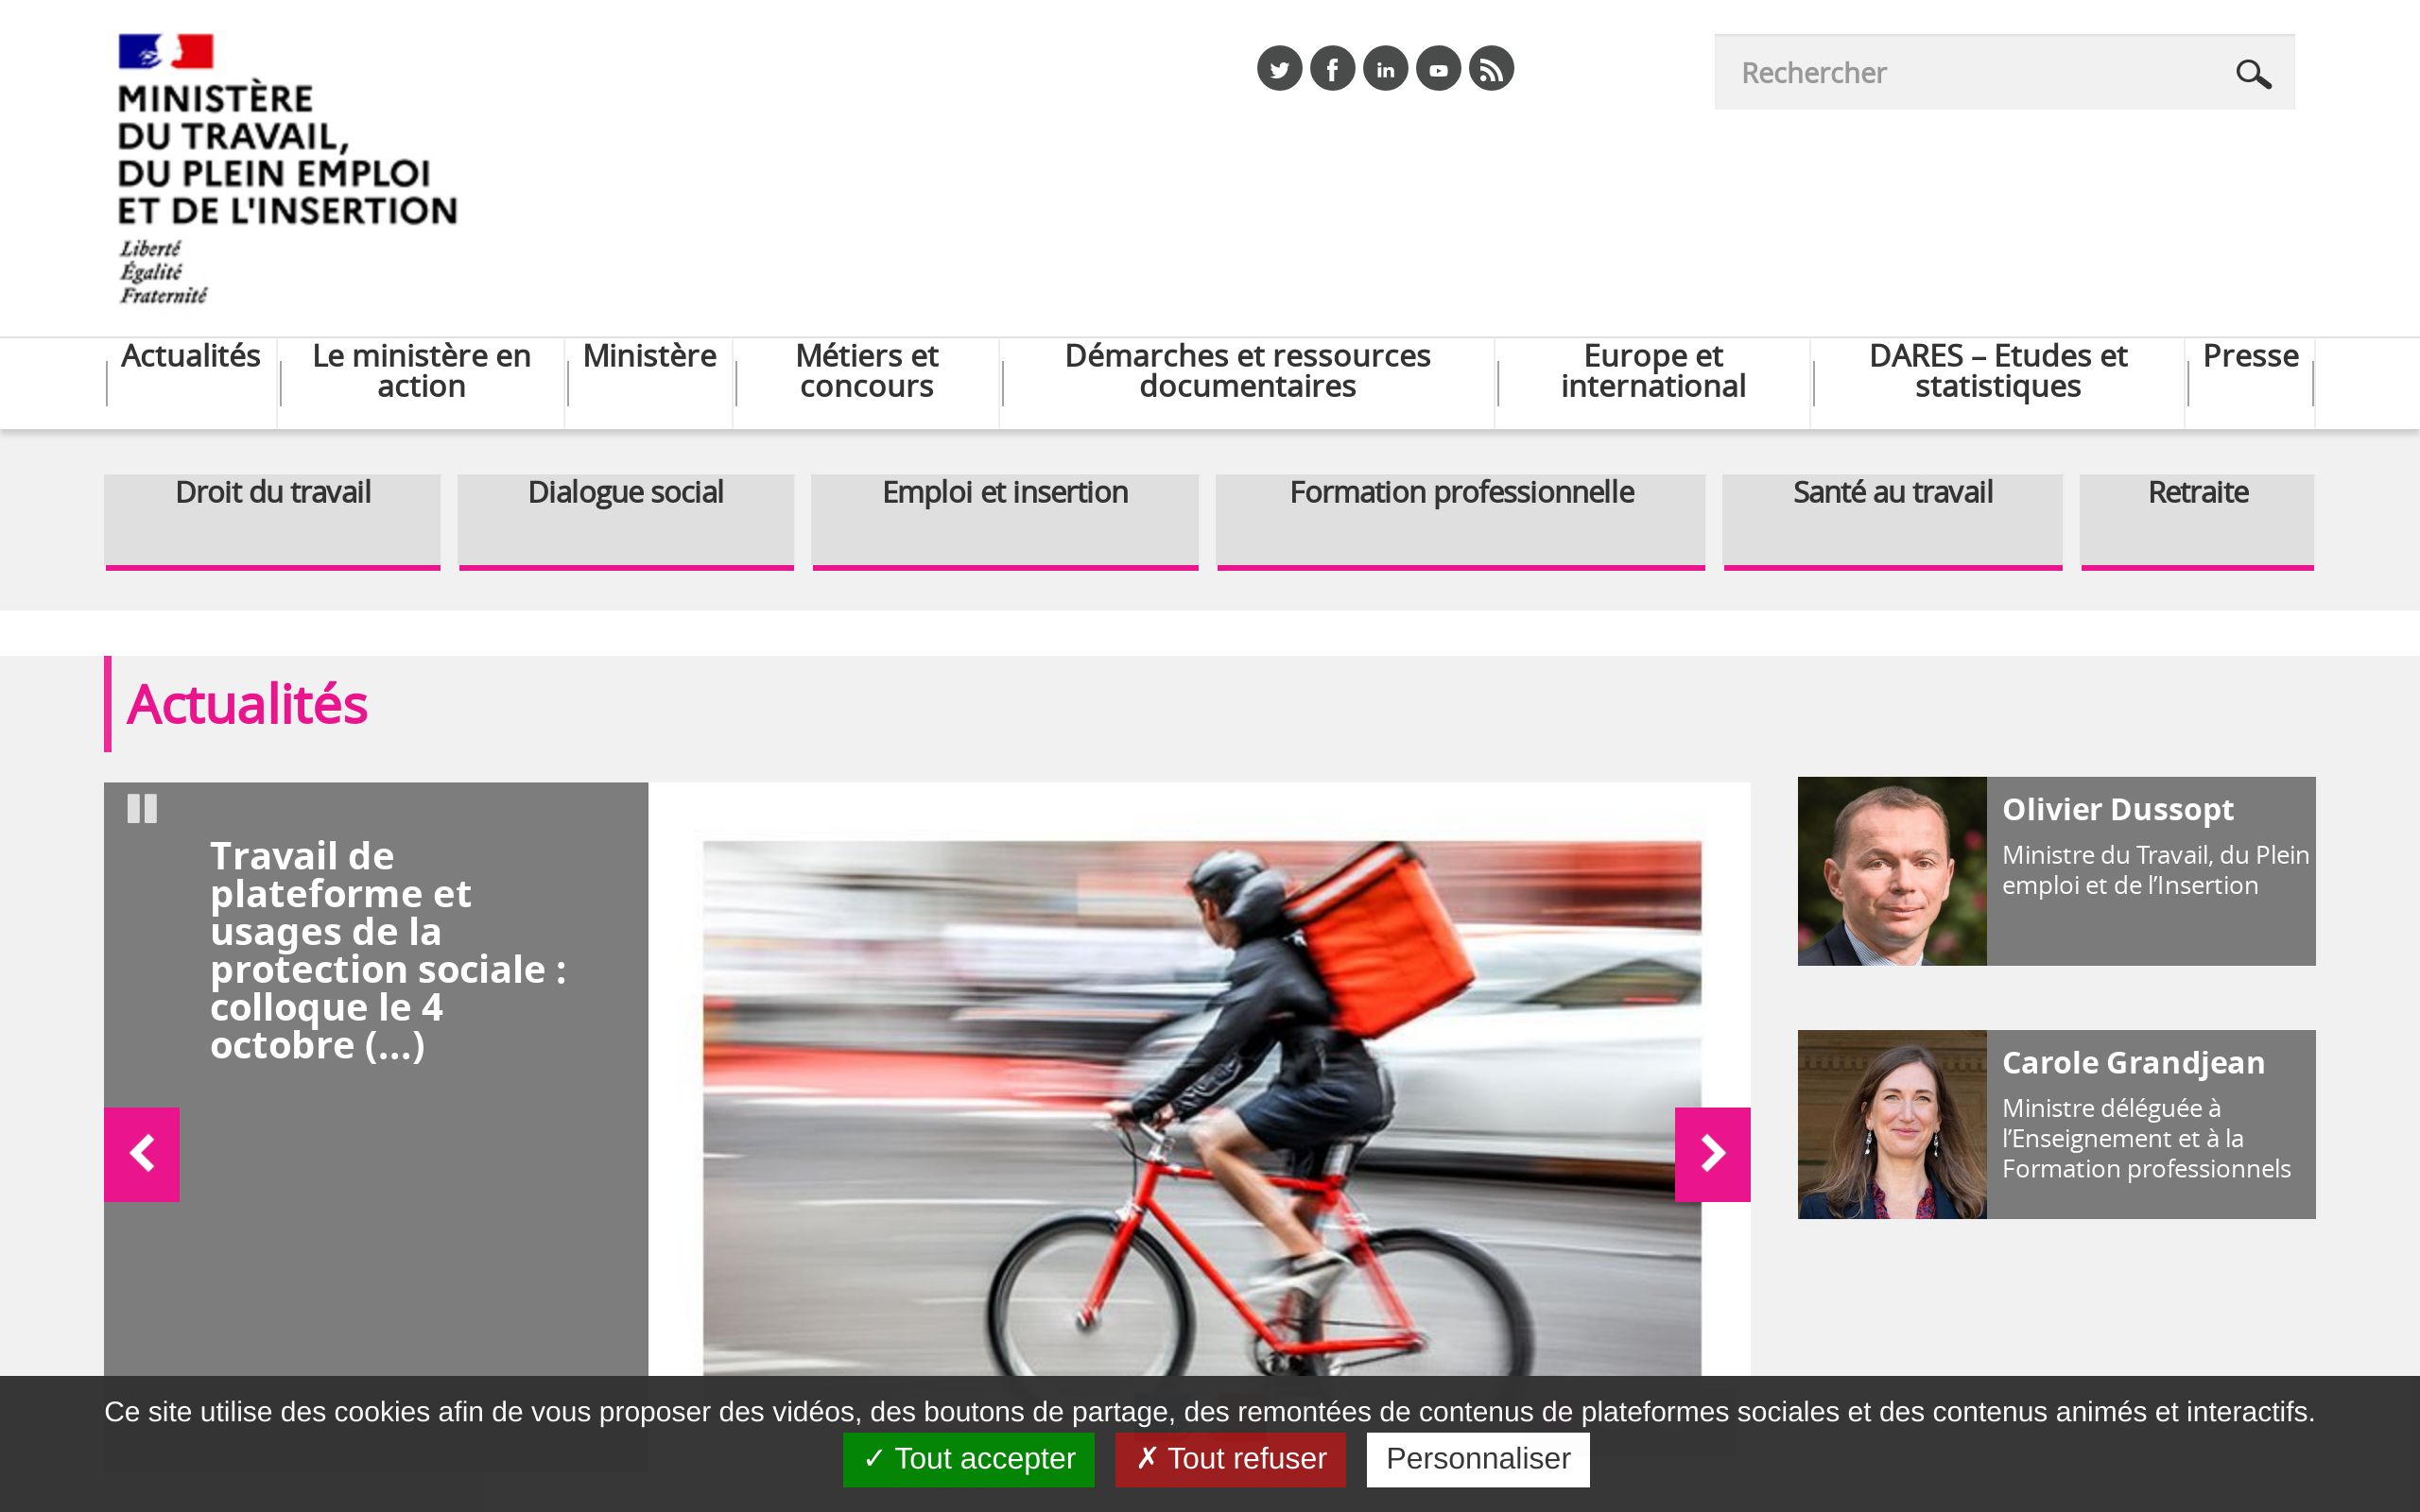 MINISTÈRE
DU TRAVAIL,
DU PLEIN EMPLOI
ET DE L'INSERTION
Liberté
Égalité
Fraternité
Rechercher
Actualités
Le ministère en
action
Ministère
Métiers et
concours
Démarches et ressources
documentaires
Europe et
international
DARES – Etudes et
statistiques
Presse
Droit du travail
Dialogue social
Emploi et insertion
Formation professionnelle
Santé au travail
Retraite
Actualités
Travail de
plateforme et
usages de la
protection sociale :
colloque le 4
octobre (...)
Olivier Dussopt
Ministre du Travail, du Plein
emploi et de l’Insertion
Carole Grandjean
Ministre déléguée à
l’Enseignement et à la
Formation professionnels
Ce site utilise des cookies afin de vous proposer des vidéos, des boutons de partage, des remontées de contenus de plateformes sociales et des contenus animés et interactifs.
✓ Tout accepter
✗ Tout refuser
Personnaliser